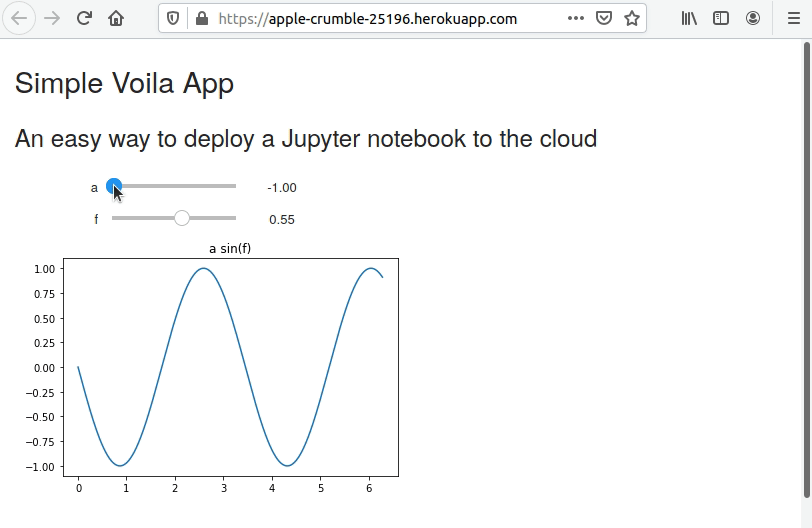 https://apple-crumble-25196.herokuapp.com
Simple Voila App
An easy way to deploy a Jupyter notebook to the cloud
a -1.00
f 0.55
a sin(f)
1.00
0.75
0.50
0.25
0.00
−0.25
−0.50
−0.75
−1.00
0 1 2 3 4 5 6